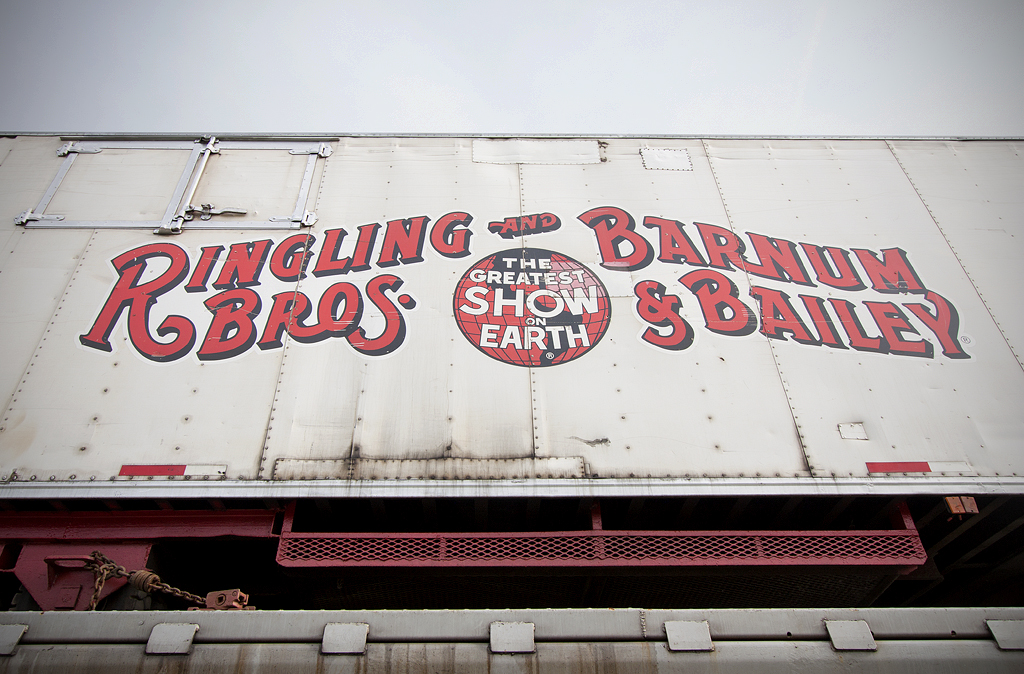 RINGLING AND BARNUM
BROS. & BAILEY
THE
GREATEST
SHOW
ON
EARTH
®
®